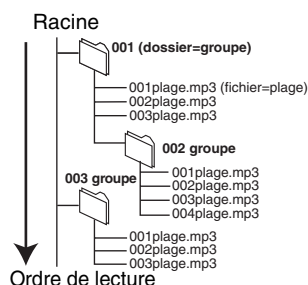 Racine
001 (dossier=groupe)
001plage.mp3 (fichier=plage)
002plage.mp3
003plage.mp3
002 groupe
001plage.mp3
002plage.mp3
003plage.mp3
004plage.mp3
003 groupe
001plage.mp3
002plage.mp3
003plage.mp3
Ordre de lecture